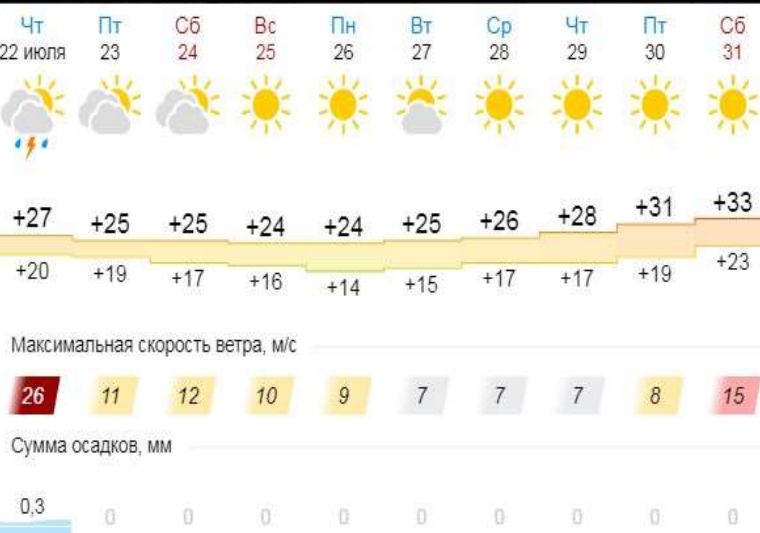 Чт Пт Сб Вс Пн Вт Ср Чт Пт Сб
22 июля 23 24 25 26 27 28 29 30 31
+27 +25 +25 +24 +24 +25 +26 +28 +31 +33
+20 +19 +17 +16 +14 +15 +17 +17 +19 +23
Максимальная скорость ветра, м/с
26 11 12 10 9 7 7 7 8 15
Сумма осадков, мм
0,3 0 0 0 0 0 0 0 0 0